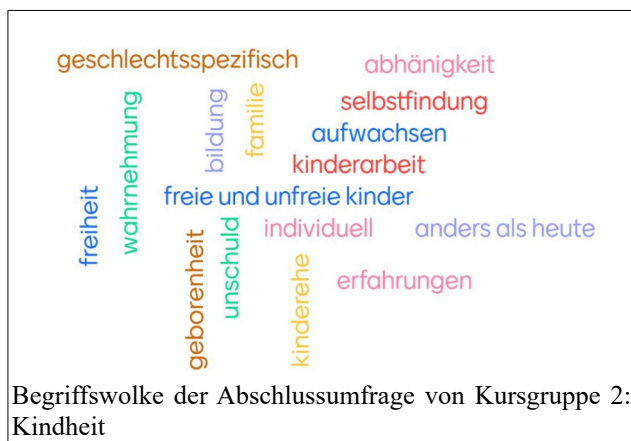 geschlechtsspezifisch
abhänigkeit
selbstfindung
wahrnehmung
bildung
familie
aufwachsen
kinderarbeit
freiheit
freie und unfreie kinder
geborenheit
unschuld
individuell
anders als heute
kinderehe
erfahrungen
Begriffswolke der Abschlussumfrage von Kursgruppe 2:
Kindheit